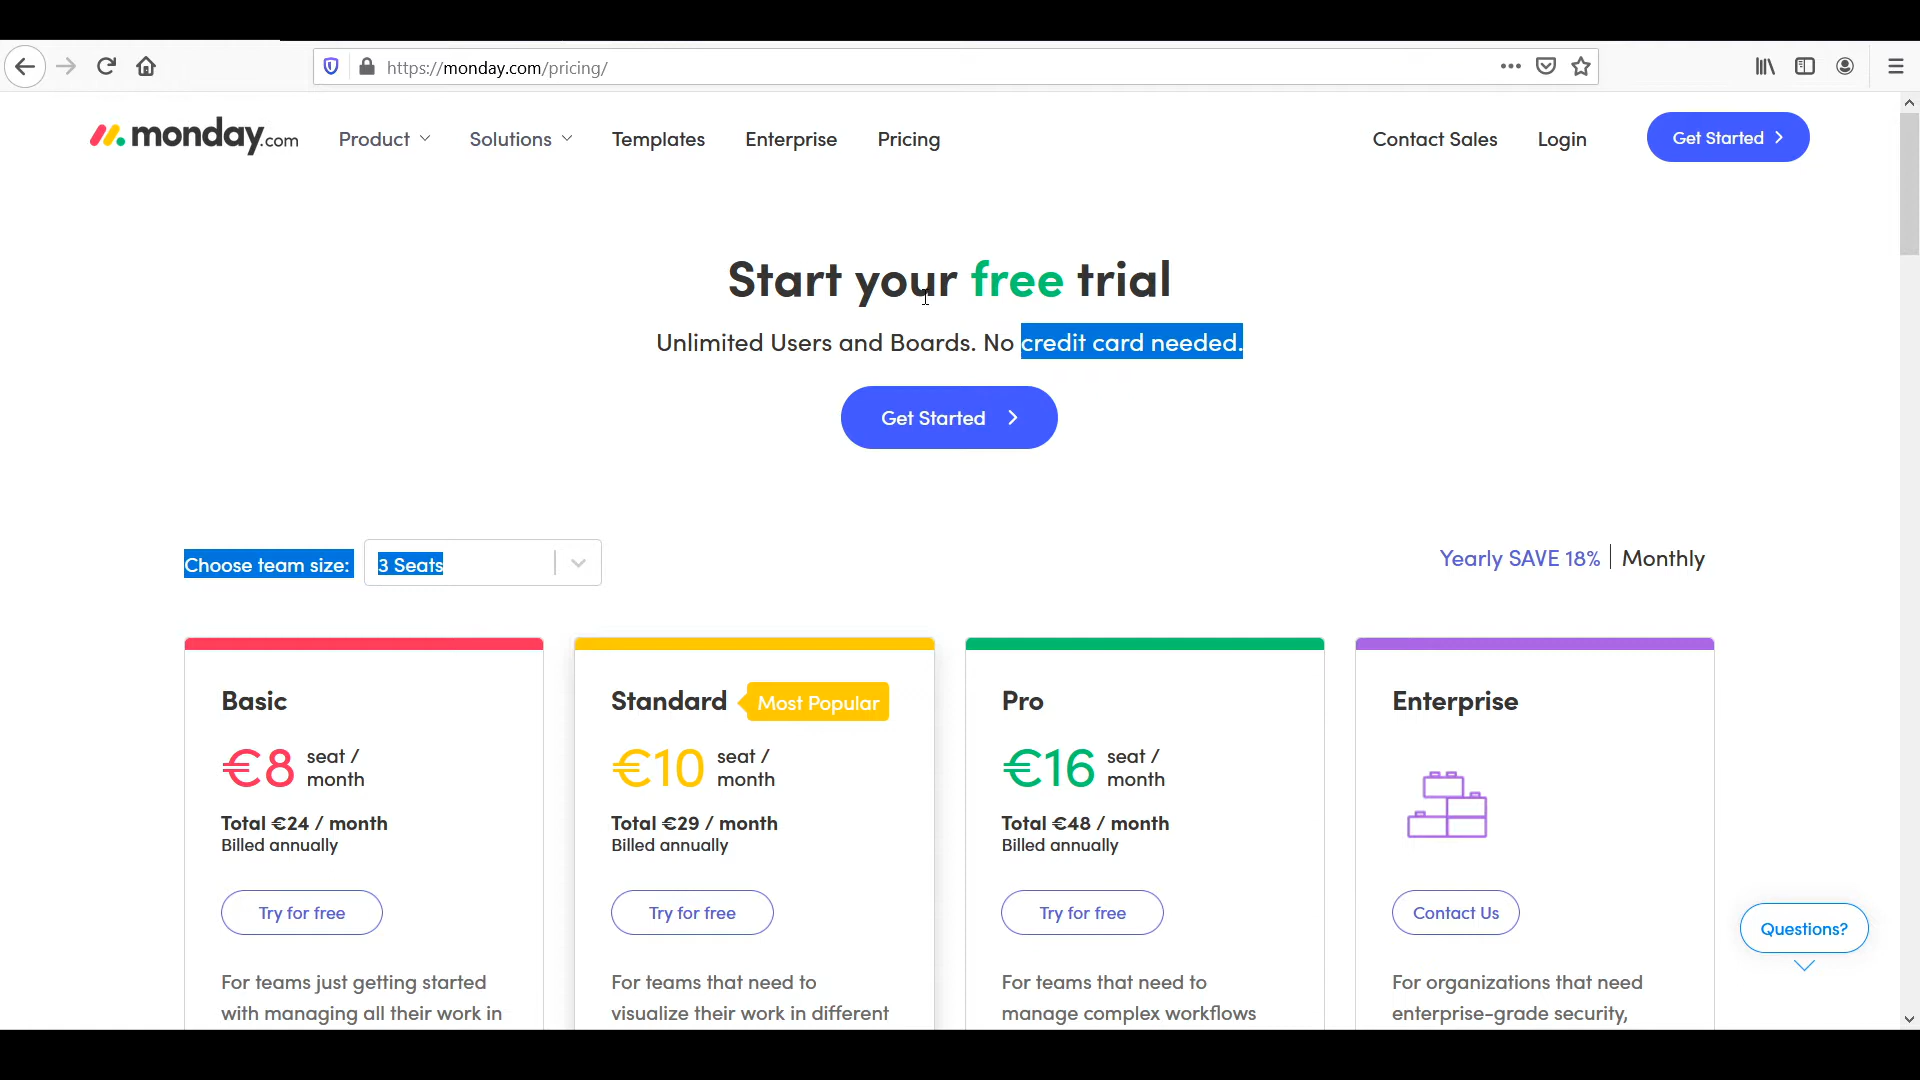 https://monday.com/pricing/
monday.com Product Solutions Templates Enterprise Pricing Contact Sales Login Get Started
Start your free trial
Unlimited Users and Boards. No credit card needed.
Get Started
Choose team size: 3 Seats Yearly SAVE 18% Monthly
Basic
€8 seat / month
Total €24 / month
Billed annually
Try for free
For teams just getting started
with managing all their work in
Standard Most Popular
€10 seat / month
Total €29 / month
Billed annually
Try for free
For teams that need to
visualize their work in different
Pro
€16 seat / month
Total €48 / month
Billed annually
Try for free
For teams that need to
manage complex workflows
Enterprise
Contact Us
For organizations that need
enterprise-grade security,
Questions?